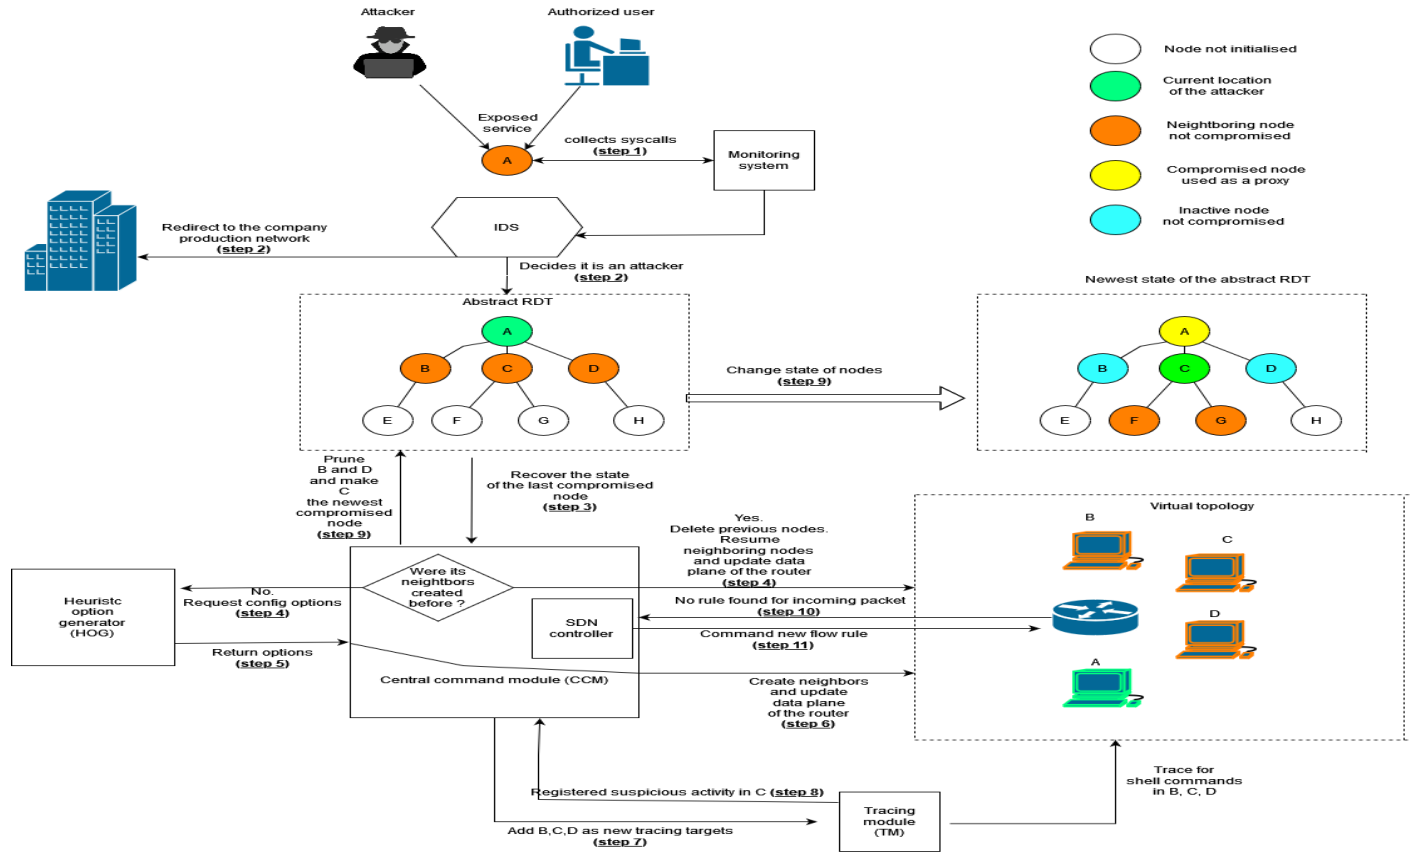 Attacker
Authorized user
Exposed
service
A
collects syscalls
(step 1)
Monitoring
system
Node not initialised
Current location
of the attacker
Neighboring node
not compromised
Compromised node
used as a proxy
Inactive node
not compromised
IDS
Redirect to the company
production network
(step 2)
Decides it is an attacker
(step 2)
Abstract RDT
A
B
C
D
E
F
G
H
Change state of nodes
(step 9)
Newest state of the abstract RDT
A
B
C
D
E
F
G
H
Prune
B and D
and make
C
the newest
compromised
node
(step 9)
Recover the state
of the last compromised
node
(step 3)
Yes.
Delete previous nodes.
Resume
neighboring nodes
and update data
plane of the router
(step 4)
Were its
neighbors
created
before ?
No.
Request config options
(step 4)
Heuristc
option
generator
(HOG)
Return options
(step 5)
SDN
controller
Central command module (CCM)
No rule found for incoming packet
(step 10)
Command new flow rule
(step 11)
Create neighbors
and update
data plane
of the router
(step 6)
Virtual topology
B
C
D
A
Registered suspicious activity in C (step 8)
Add B,C,D as new tracing targets
(step 7)
Tracing
module
(TM)
Trace for
shell commands
in B, C, D